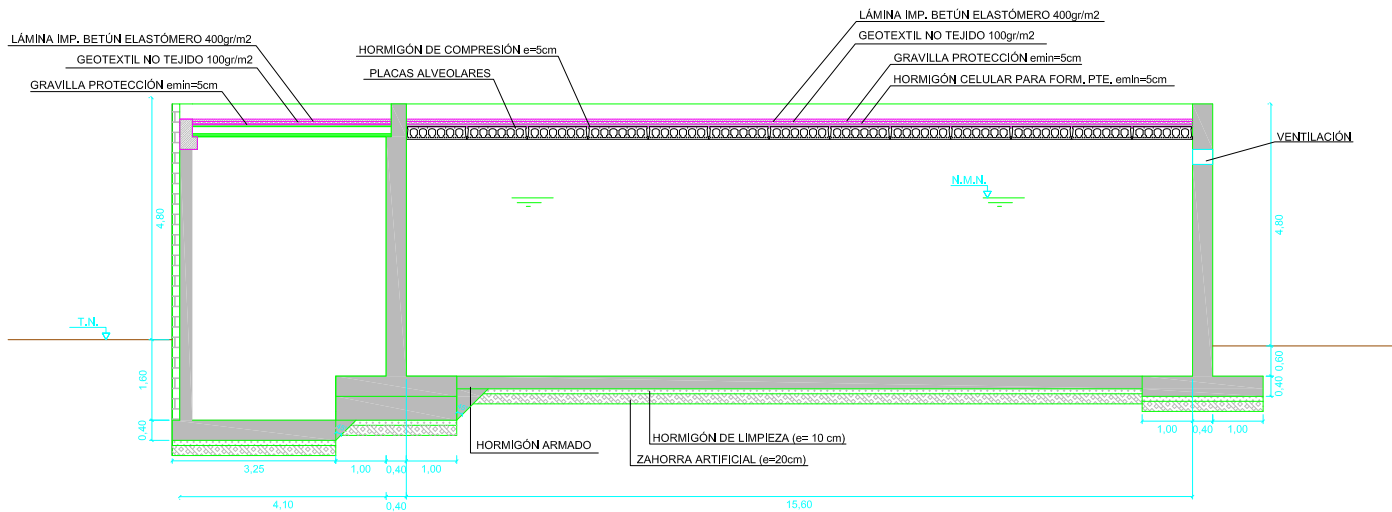 LÁMINA IMP. BETÚN ELASTÓMERO 400gr/m2
GEOTEXTIL NO TEJIDO 100gr/m2
GRAVILLA PROTECCIÓN emin=5cm
HORMIGÓN DE COMPRESIÓN e=5cm
PLACAS ALVEOLARES
LÁMINA IMP. BETÚN ELASTÓMERO 400gr/m2
GEOTEXTIL NO TEJIDO 100gr/m2
GRAVILLA PROTECCIÓN emin=5cm
HORMIGÓN CELULAR PARA FORM. PTE. emin=5cm
VENTILACIÓN
N.M.N.
4,80
4,80
T.N.
1,60
0,40
0,60
0,40
HORMIGÓN ARMADO
HORMIGÓN DE LIMPIEZA (e= 10 cm)
ZAHORRA ARTIFICIAL (e=20cm)
3.25
1,00
0,40
1,00
1,00
0,40
1,00
4,10
0,40
15,60